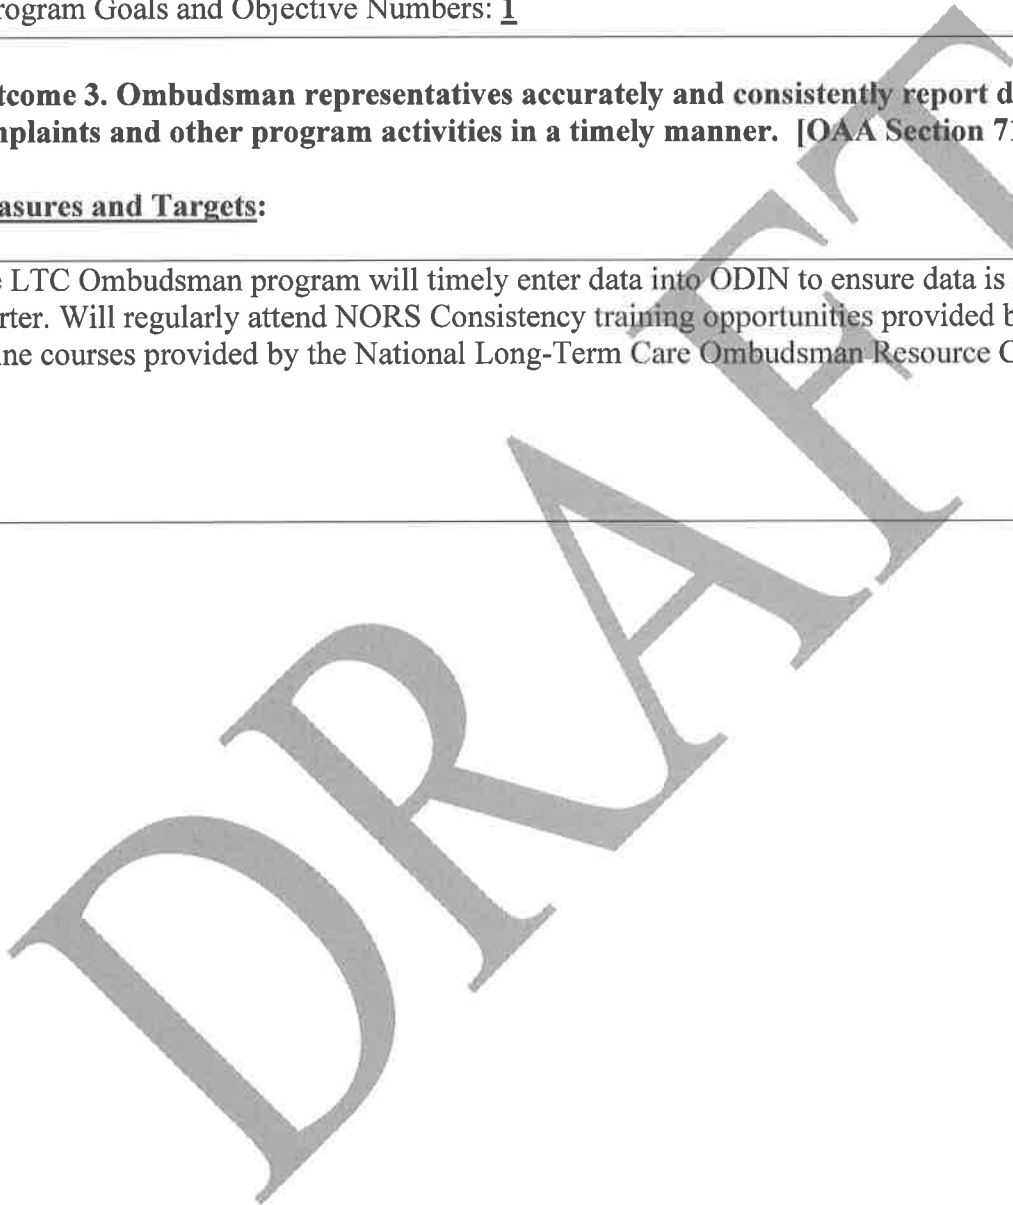 rogram Goals and Objective Numbers: 1
tcome 3. Ombudsman representatives accurately and consistently report d
nplaints and other program activities in a timely manner. [OAA Section 71
asures and Targets:
e LTC Ombudsman program will timely enter data into ODIN to ensure data is
rter. Will regularly attend NORS Consistency training opportunities provided b
ine courses provided by the National Long-Term Care Ombudsman Resource C
DRAFT